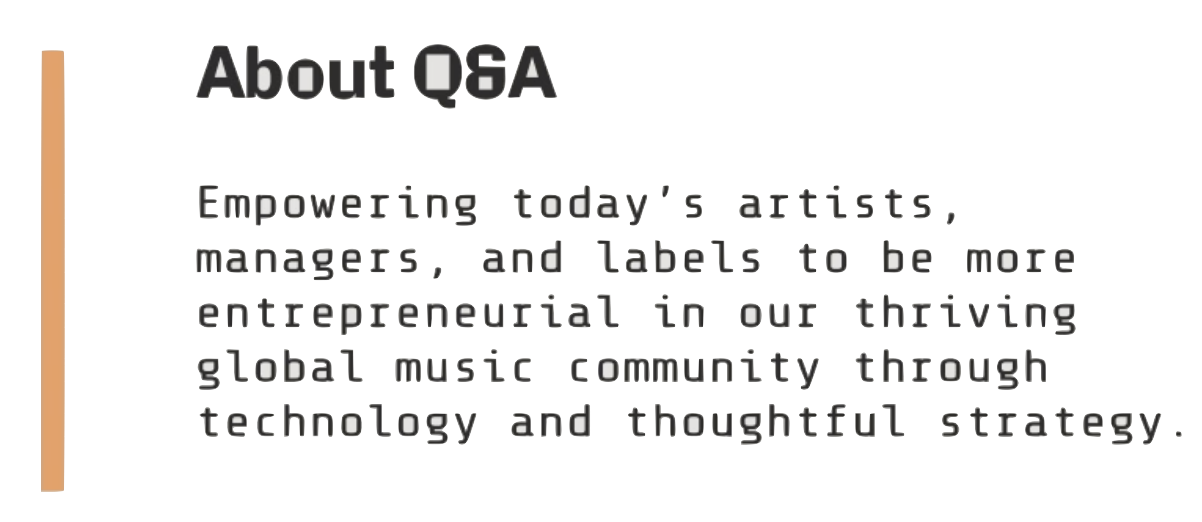 About Q&A
Empowering today’s artists,
managers, and labels to be more
entrepreneurial in our thriving
global music community through
technology and thoughtful strategy.